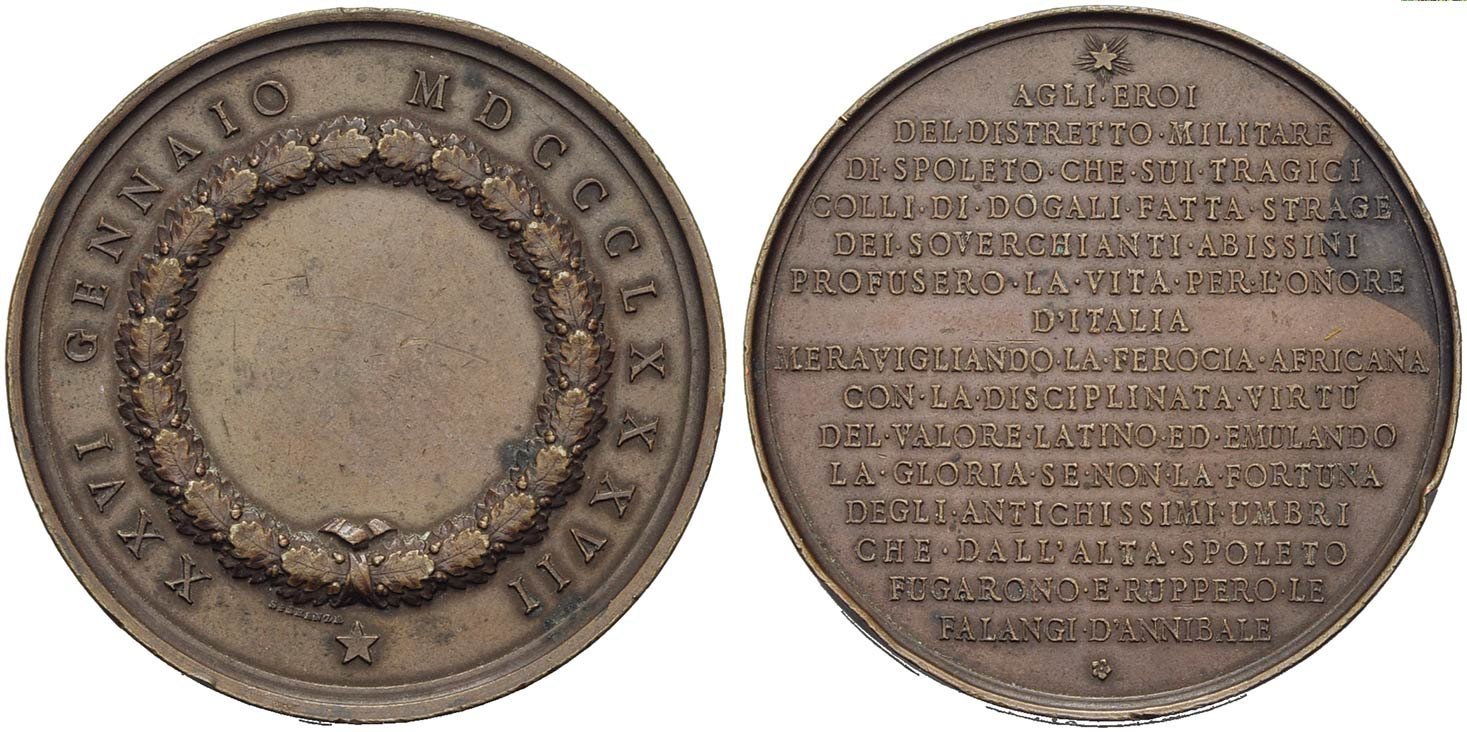 XXVI GENNAIO MDCCCLXXXVII
SPERANZA
AGLI·EROI
DEL·DISTRETTO·MILITARE
DI·SPOLETO·CHE·SUI·TRAGICI
COLLI·DI·DOGALI·FATTA·STRAGE
DEI·SOVERCHIANTI·ABISSINI
PROFUSERO·LA·VITA·PER·L'ONORE
D'ITALIA
MERAVIGLIANDO·LA·FEROCIA·AFRICANA
CON·LA·DISCIPLINATA·VIRTÚ
DEL·VALORE·LATINO·ED·EMULANDO
LA·GLORIA·SE·NON·LA·FORTUNA
DEGLI·ANTICHISSIMI·UMBRI
CHE·DALL'ALTA·SPOLETO
FUGARONO·E·RUPPERO·LE
FALANGI·D'ANNIBALE